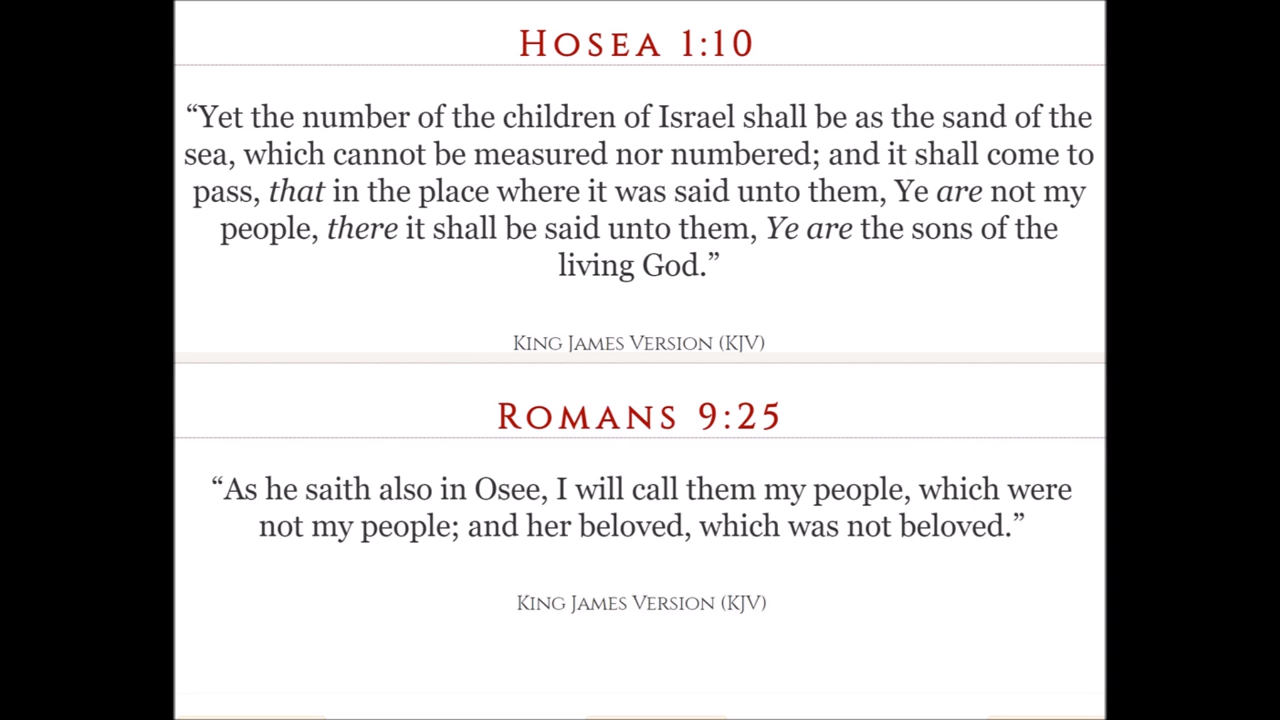 HOSEA 1:10
“Yet the number of the children of Israel shall be as the sand of the
sea, which cannot be measured nor numbered; and it shall come to
pass, that in the place where it was said unto them, Ye are not my
people, there it shall be said unto them, Ye are the sons of the
living God.”
KING JAMES VERSION (KJV)
ROMANS 9:25
“As he saith also in Osee, I will call them my people, which were
not my people; and her beloved, which was not beloved.”
KING JAMES VERSION (KJV)